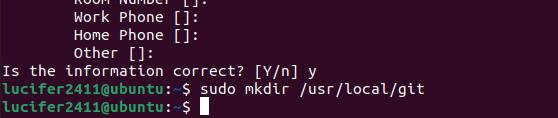 Room Number []:
Work Phone []:
Home Phone []:
Other []:
Is the information correct? [Y/n] y
lucifer2411@ubuntu:~$ sudo mkdir /usr/local/git
lucifer2411@ubuntu:~$